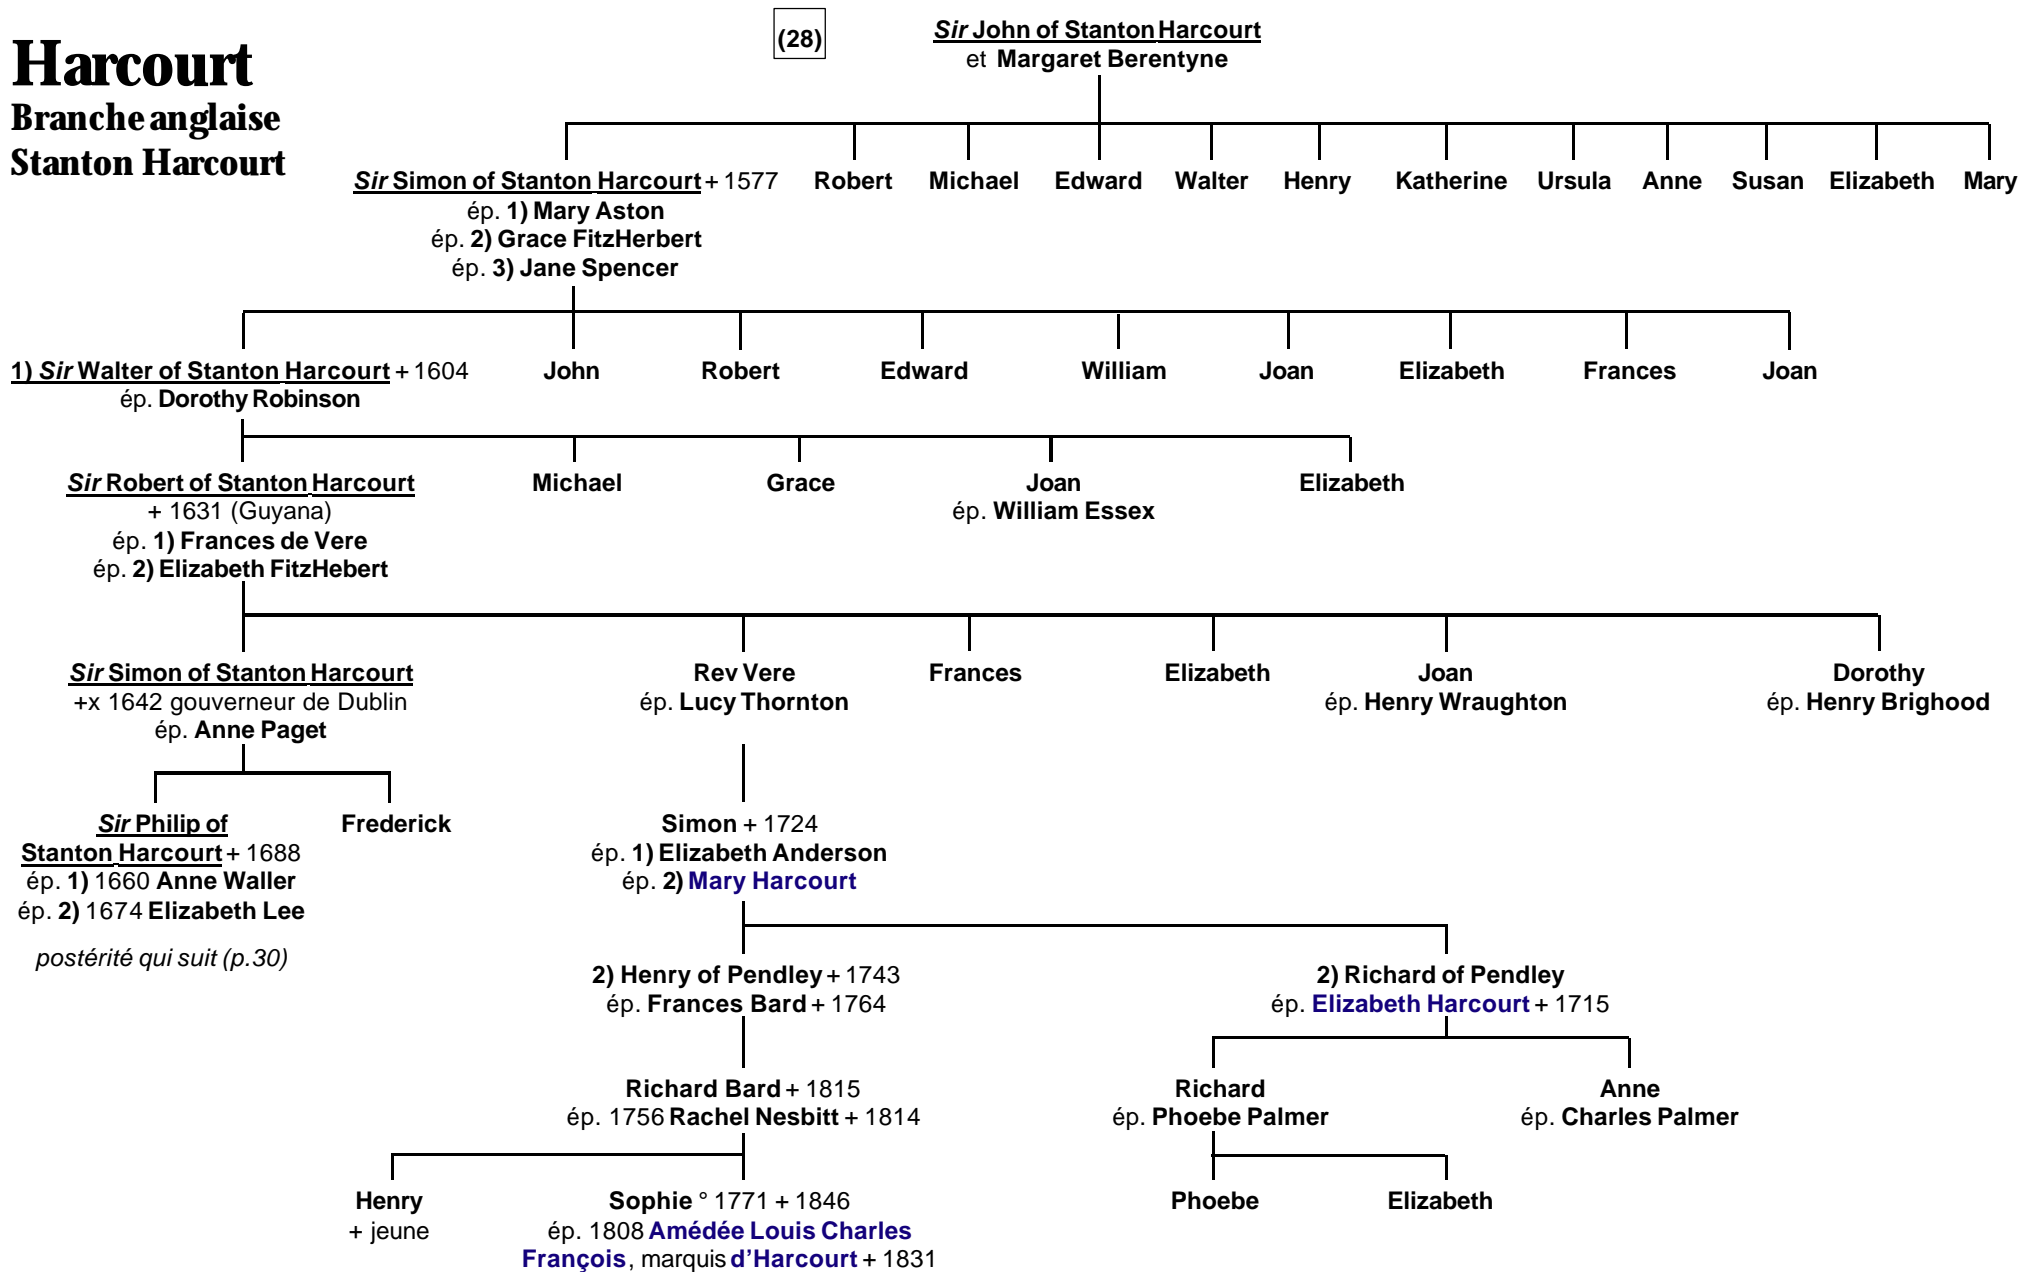 Harcourt
Branche anglaise
Stanton Harcourt
(28)
Sir John of Stanton Harcourt
et Margaret Berentyne
Sir Simon of Stanton Harcourt + 1577
ép. 1) Mary Aston
ép. 2) Grace FitzHerbert
ép. 3) Jane Spencer
Robert
Michael
Edward
Walter
Henry
Katherine
Ursula
Anne
Susan
Elizabeth
Mary
1) Sir Walter of Stanton Harcourt + 1604
ép. Dorothy Robinson
John
Robert
Edward
William
Joan
Elizabeth
Frances
Joan
Sir Robert of Stanton Harcourt
+ 1631 (Guyana)
ép. 1) Frances de Vere
ép. 2) Elizabeth FitzHebert
Michael
Grace
Joan
ép. William Essex
Elizabeth
Sir Simon of Stanton Harcourt
+x 1642 gouverneur de Dublin
ép. Anne Paget
Rev Vere
ép. Lucy Thornton
Frances
Elizabeth
Joan
ép. Henry Wraughton
Dorothy
ép. Henry Brighood
Sir Philip of
Stanton Harcourt + 1688
ép. 1) 1660 Anne Waller
ép. 2) 1674 Elizabeth Lee
postérité qui suit (p.30)
Frederick
Simon + 1724
ép. 1) Elizabeth Anderson
ép. 2) Mary Harcourt
2) Henry of Pendley + 1743
ép. Frances Bard + 1764
2) Richard of Pendley
ép. Elizabeth Harcourt + 1715
Richard Bard + 1815
ép. 1756 Rachel Nesbitt + 1814
Richard
ép. Phoebe Palmer
Anne
ép. Charles Palmer
Henry
+ jeune
Sophie ° 1771 + 1846
ép. 1808 Amédée Louis Charles
François, marquis d'Harcourt + 1831
Phoebe
Elizabeth